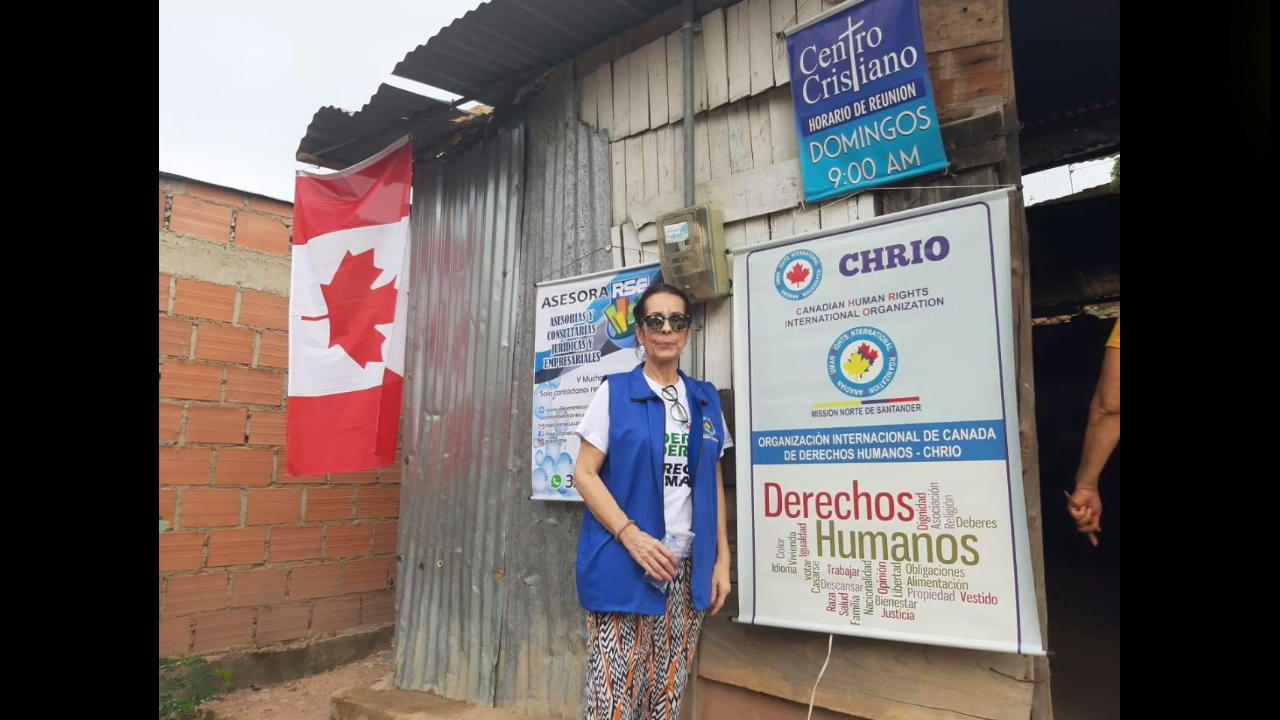 Centro
Cristiano
HORARIO DE REUNION
DOMINGOS
9:00 AM
ASESORA RSE
ASESORIAS Y
CONSULTARIAS
JURIDICAS Y
EMPRESARIALES
Y Mucho
Solo contáctanos
CHRIO
CANADIAN HUMAN RIGHTS
INTERNATIONAL ORGANIZATION
MISSION NORTE DE SANTANDER
ORGANIZACIÓN INTERNACIONAL DE CANADA
DE DERECHOS HUMANOS - CHRIO
Derechos
Humanos
Dignidad
Asociación
Religión
Deberes
Color
Vivienda
Igualdad
Idioma
votar
Casarse
Trabajar
Descansar
Nacionalidad
Opinión
Libertad
Obligaciones
Alimentación
Propiedad
Vestido
Raza
Salud
Familia
Bienestar
Justicia